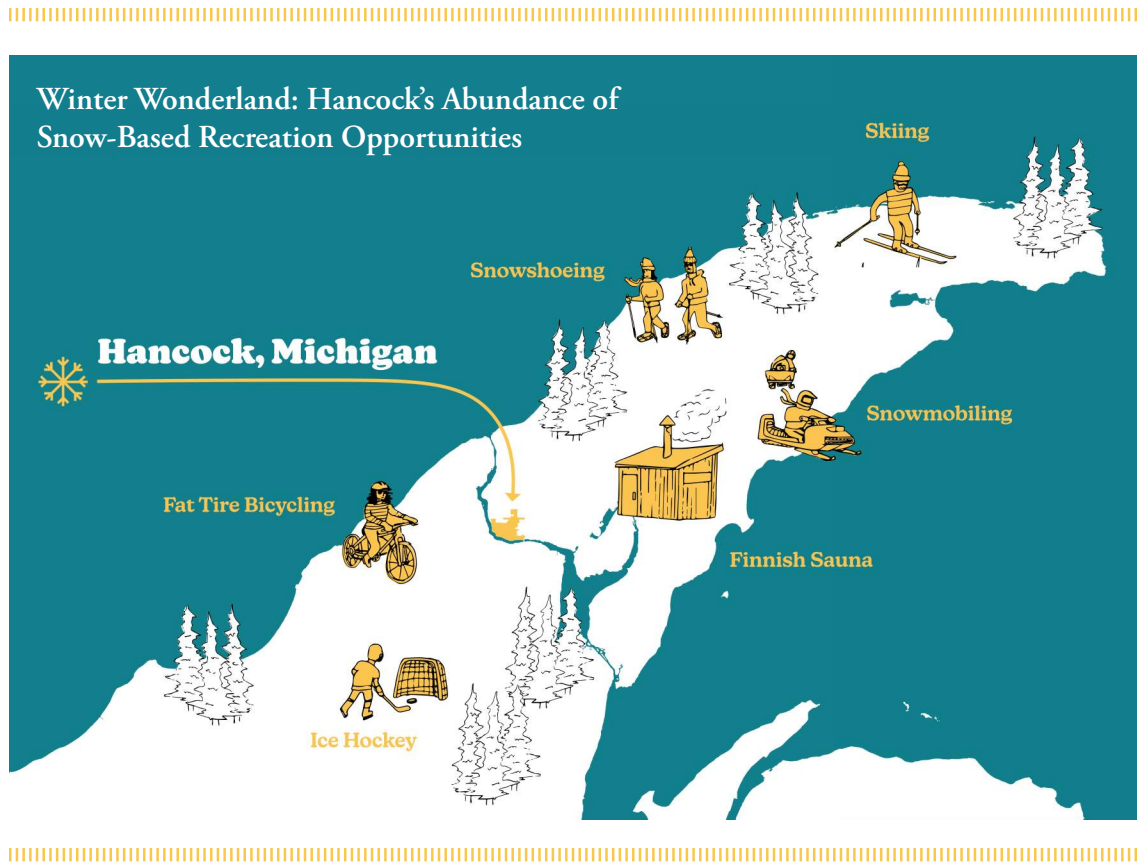 Winter Wonderland: Hancock's Abundance of
Snow-Based Recreation Opportunities
Skiing
Snowshoeing
Hancock, Michigan
Snowmobiling
Fat Tire Bicycling
Finnish Sauna
Ice Hockey